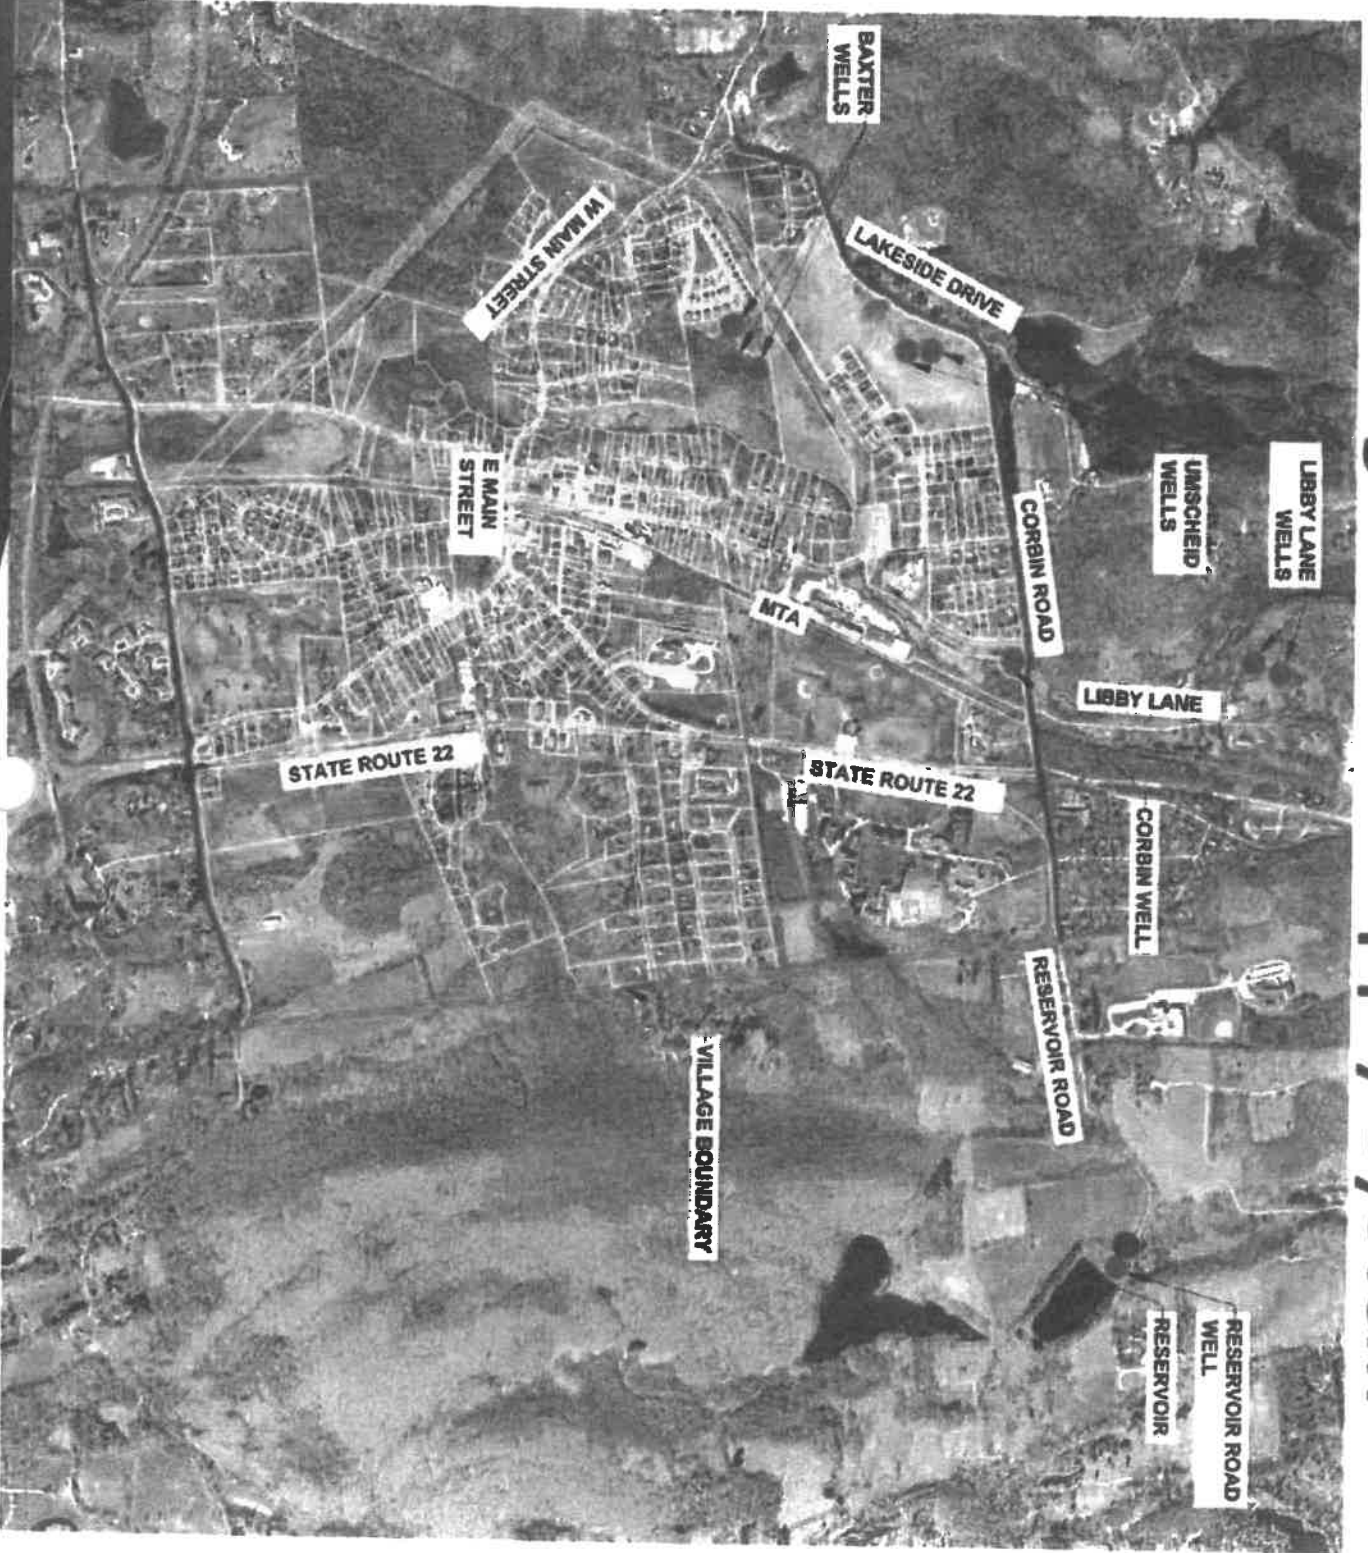 BAXTER
WELLS
LAKESIDE DRIVE
W MAIN STREET
E MAIN
STREET
LIBBY LANE
WELLS
UMSCHEID
WELLS
CORBIN ROAD
MTA
LIBBY LANE
STATE ROUTE 22
STATE ROUTE 22
CORBIN WELL
RESERVOIR ROAD
VILLAGE BOUNDARY
RESERVOIR ROAD
WELL
RESERVOIR